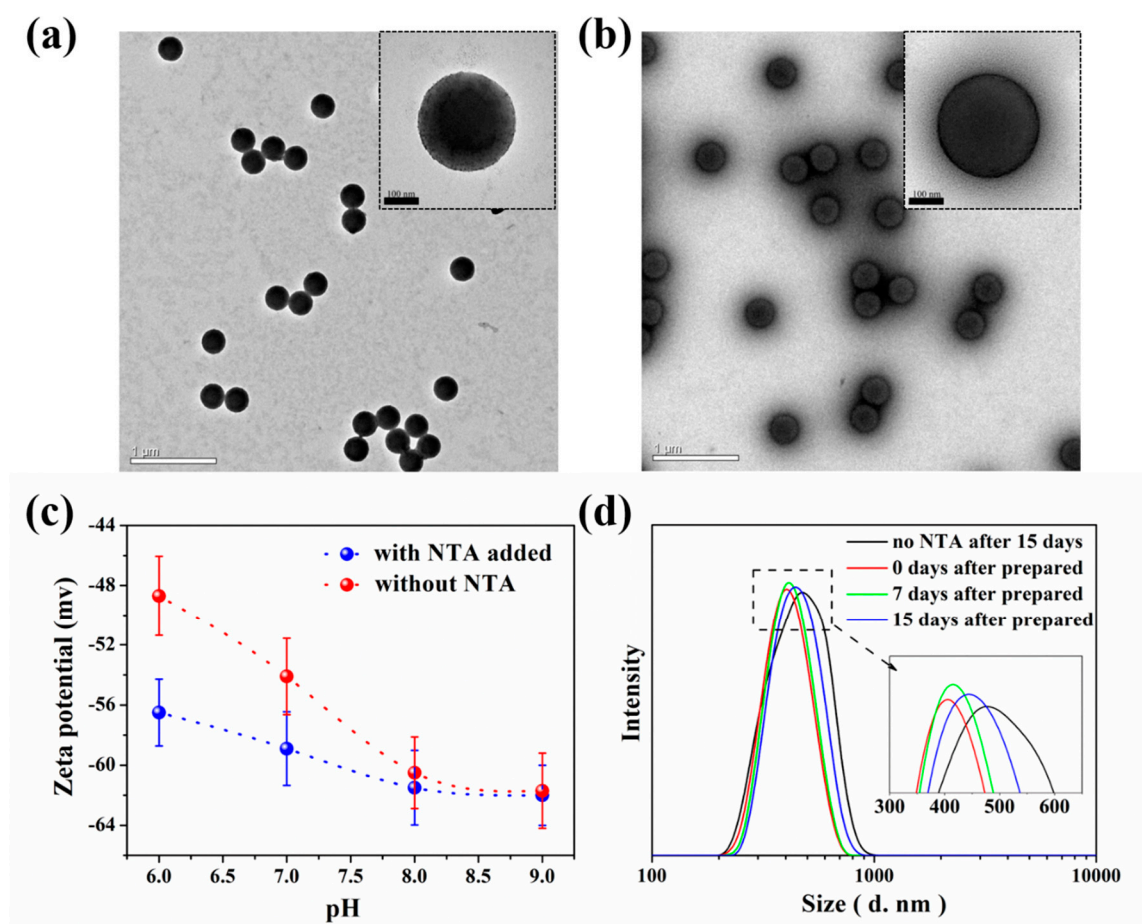 (a)
100 nm
1 μm
(b)
100 nm
1 μm
(c)
-44
-48
-52
-56
-60
-64
Zeta potential (mv)
with NTA added
without NTA
6.0 6.5 7.0 7.5 8.0 8.5 9.0
pH
(d)
Intensity
no NTA after 15 days
0 days after prepared
7 days after prepared
15 days after prepared
300 400 500 600
100 1000 10000
Size ( d. nm )